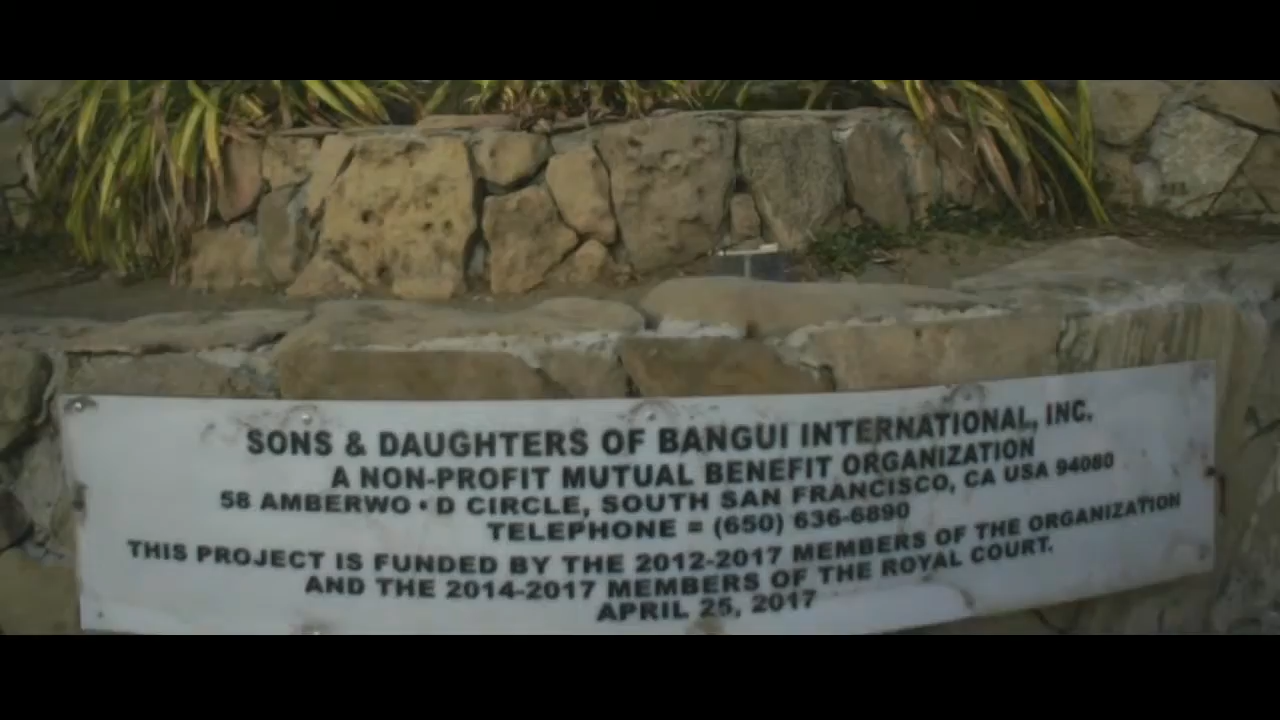 SONS & DAUGHTERS OF BANGUI INTERNATIONAL, INC.
A NON-PROFIT MUTUAL BENEFIT ORGANIZATION
58 AMBERWO • D CIRCLE, SOUTH SAN FRANCISCO, CA USA 94080
TELEPHONE = (650) 636-6890
THIS PROJECT IS FUNDED BY THE 2012-2017 MEMBERS OF THE ORGANIZATION
AND THE 2014-2017 MEMBERS OF THE ROYAL COURT.
APRIL 25, 2017